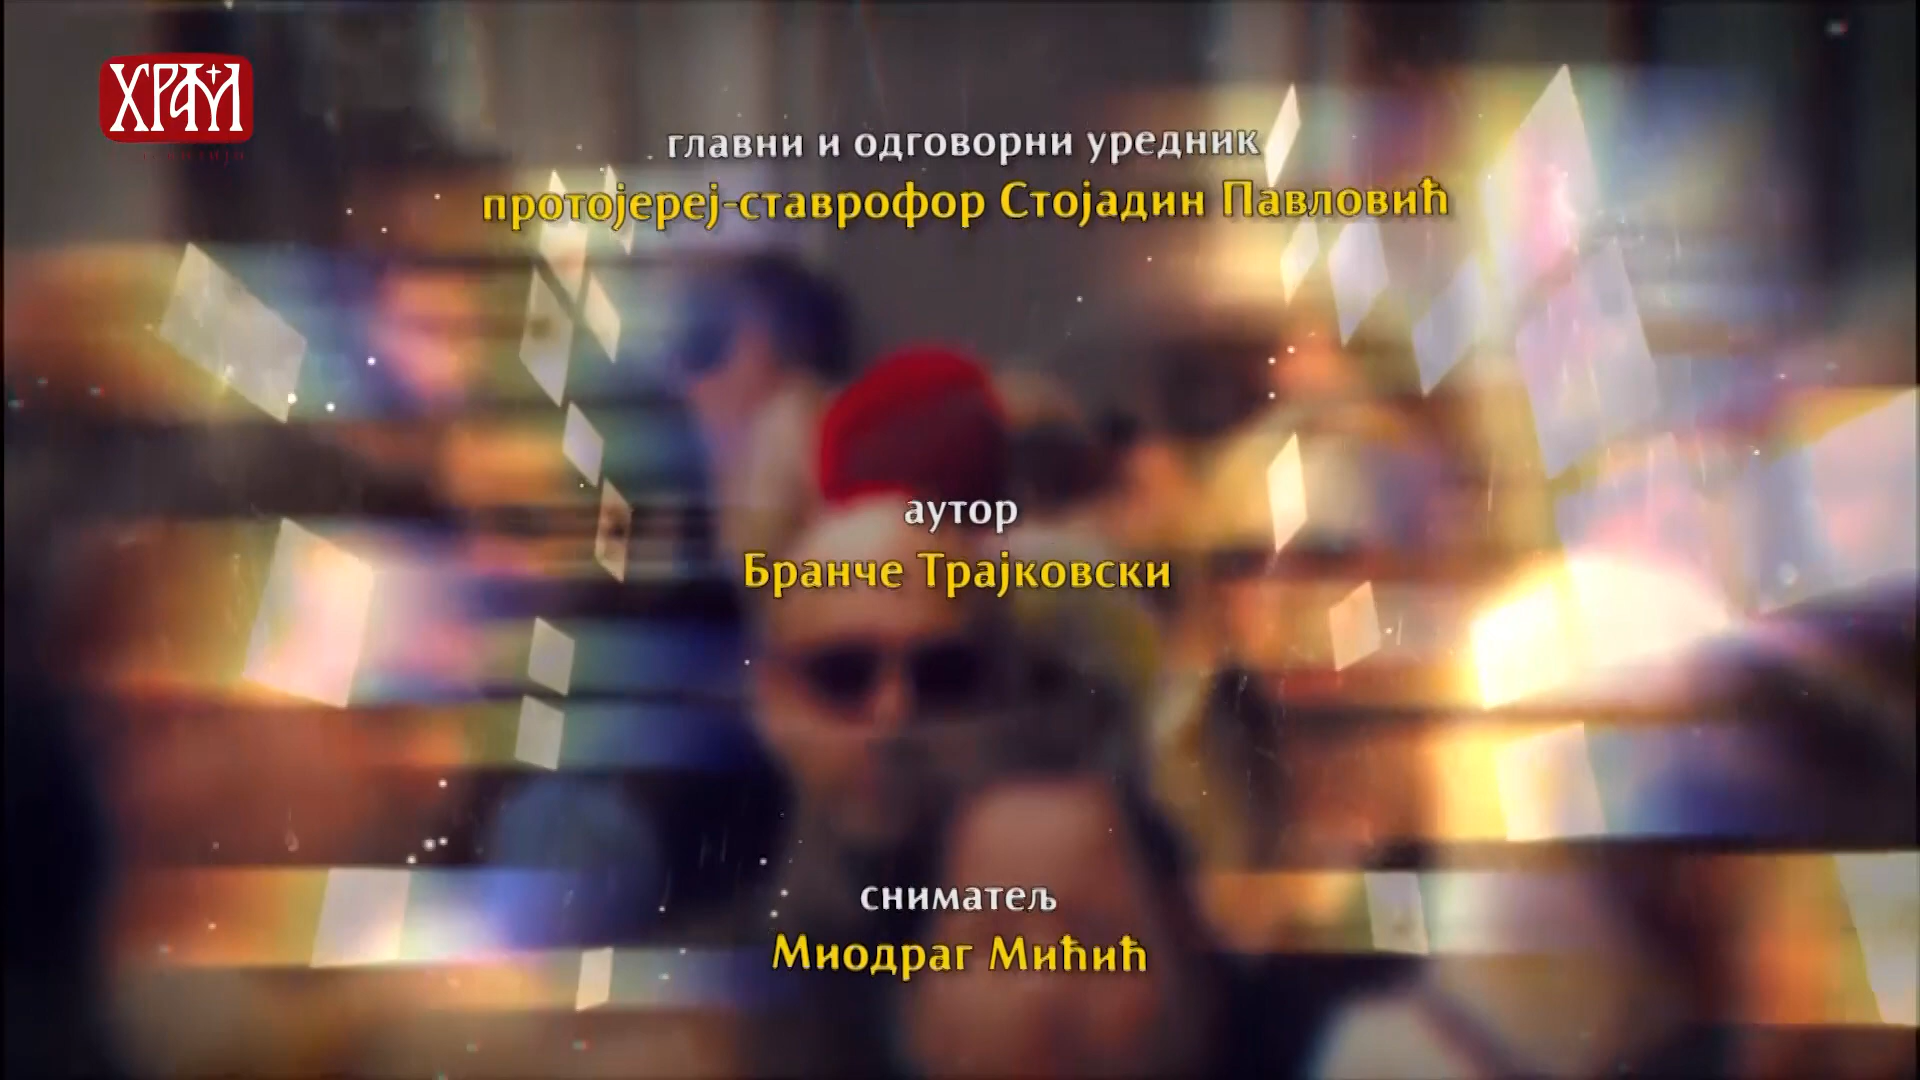 ХРАМ
главни и одговорни уредник
протојереј-ставрофор Стојадин Павловић
аутор
Бранче Трајковски
сниматељ
Миодраг Мићић